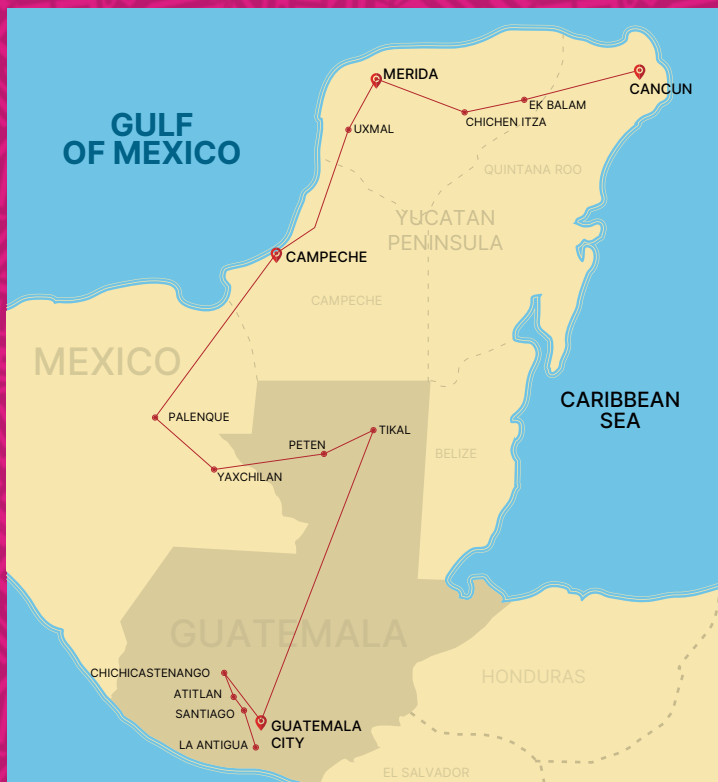 MERIDA
CANCUN
EK BALAM
CHICHEN ITZA
GULF
OF MEXICO
UXMAL
QUINTANA ROO
YUCATAN
PENINSULA
CAMPECHE
CAMPECHE
MEXICO
CARIBBEAN
SEA
PALENQUE
TIKAL
PETEN
BELIZE
YAXCHILAN
GUATEMALA
CHICHICASTENANGO
HONDURAS
ATITLAN
SANTIAGO
GUATEMALA
CITY
LA ANTIGUA
EL SALVADOR